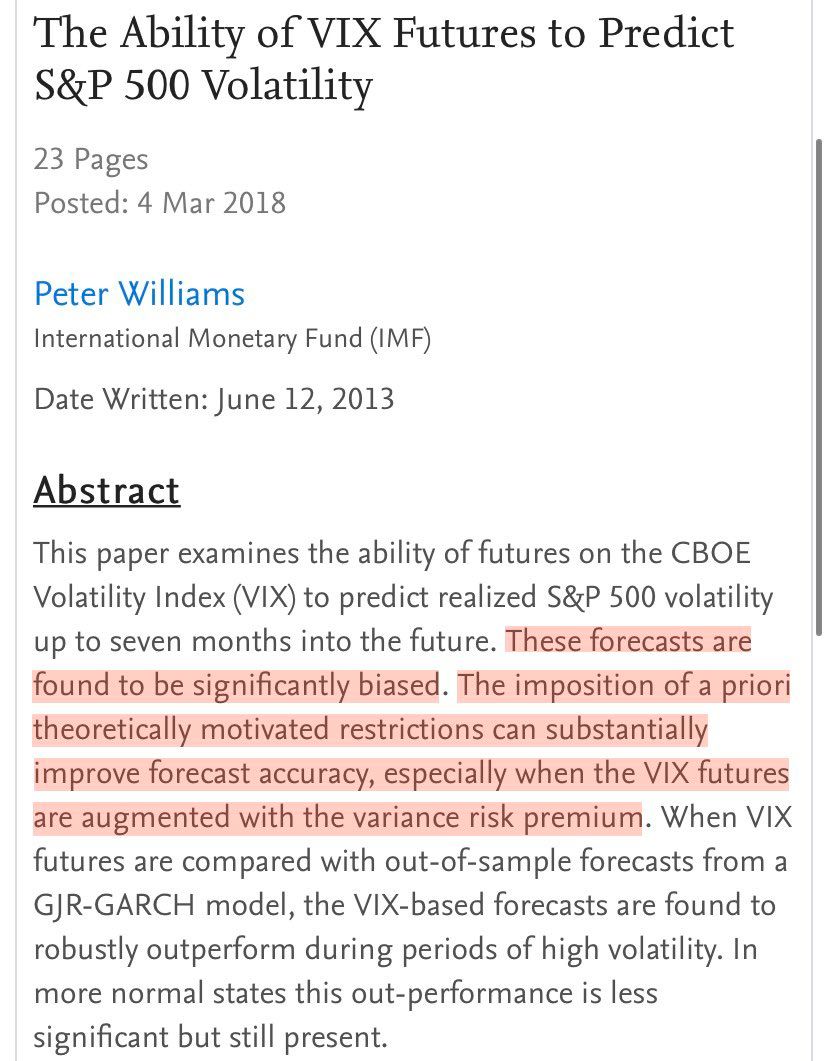 The Ability of VIX Futures to Predict
S&P 500 Volatility
23 Pages
Posted: 4 Mar 2018
Peter Williams
International Monetary Fund (IMF)
Date Written: June 12, 2013
Abstract
This paper examines the ability of futures on the CBOE
Volatility Index (VIX) to predict realized S&P 500 volatility
up to seven months into the future. These forecasts are
found to be significantly biased. The imposition of a priori
theoretically motivated restrictions can substantially
improve forecast accuracy, especially when the VIX futures
are augmented with the variance risk premium. When VIX
futures are compared with out-of-sample forecasts from a
GJR-GARCH model, the VIX-based forecasts are found to
robustly outperform during periods of high volatility. In
more normal states this out-performance is less
significant but still present.